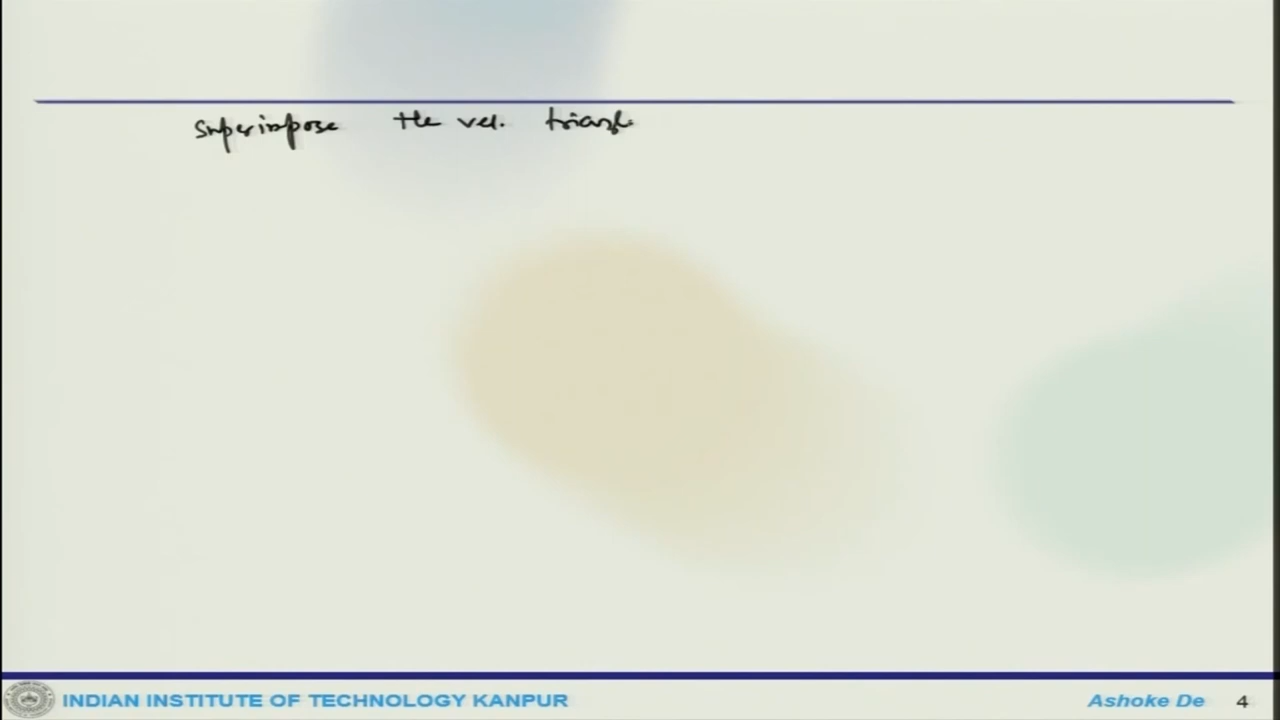 superimpose the vel. triangle
INDIAN INSTITUTE OF TECHNOLOGY KANPUR
Ashoke De 4